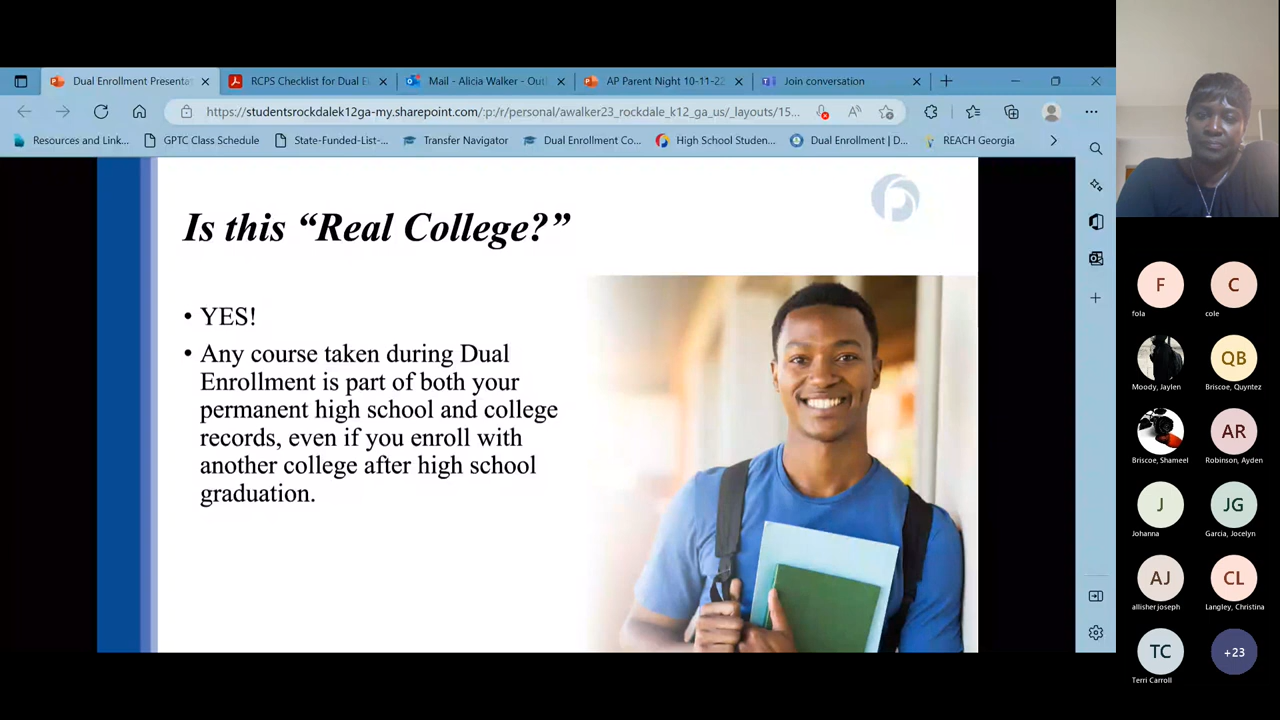 Dual Enrollment Presenta
RCPS Checklist for Dual E
Mail - Alicia Walker - Out
AP Parent Night 10-11-22
Join conversation
https://studentsrockdalek12ga-my.sharepoint.com/:p:/r/personal/awalker23_rockdale_k12_ga_us/_layouts/15...
Resources and Link...
GPTC Class Schedule
State-Funded-List-...
Transfer Navigator
Dual Enrollment Co...
High School Studen...
Dual Enrollment | D...
REACH Georgia
Is this “Real College?”
• YES!
• Any course taken during Dual
Enrollment is part of both your
permanent high school and college
records, even if you enroll with
another college after high school
graduation.
F
fola
C
cole
Moody, Jaylen
QB
Briscoe, Quyntez
Briscoe, Shameel
AR
Robinson, Ayden
J
Johanna
JG
Garcia, Jocelyn
AJ
allisher joseph
CL
Langley, Christina
TC
Terri Carroll
+23